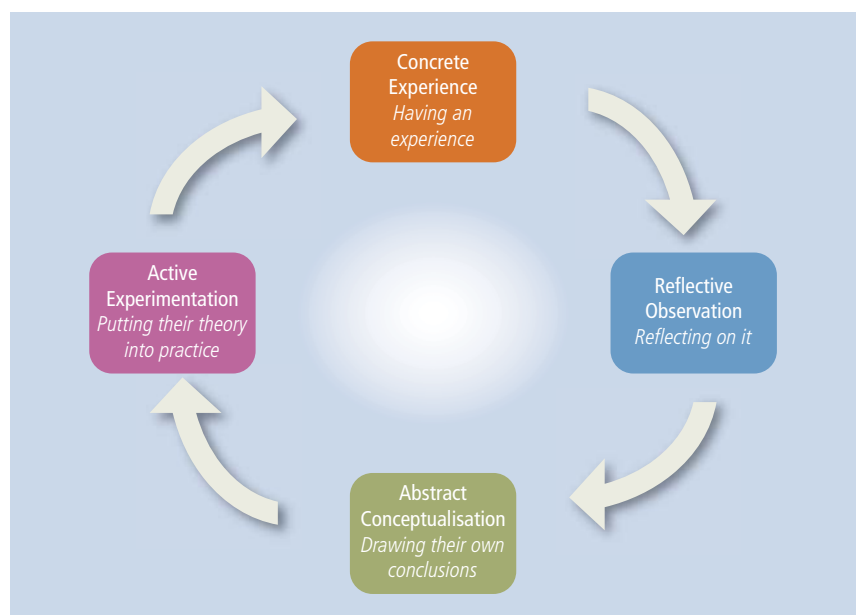 Concrete
Experience
Having an
experience
Reflective
Observation
Reflecting on it
Abstract
Conceptualisation
Drawing their own
conclusions
Active
Experimentation
Putting their theory
into practice